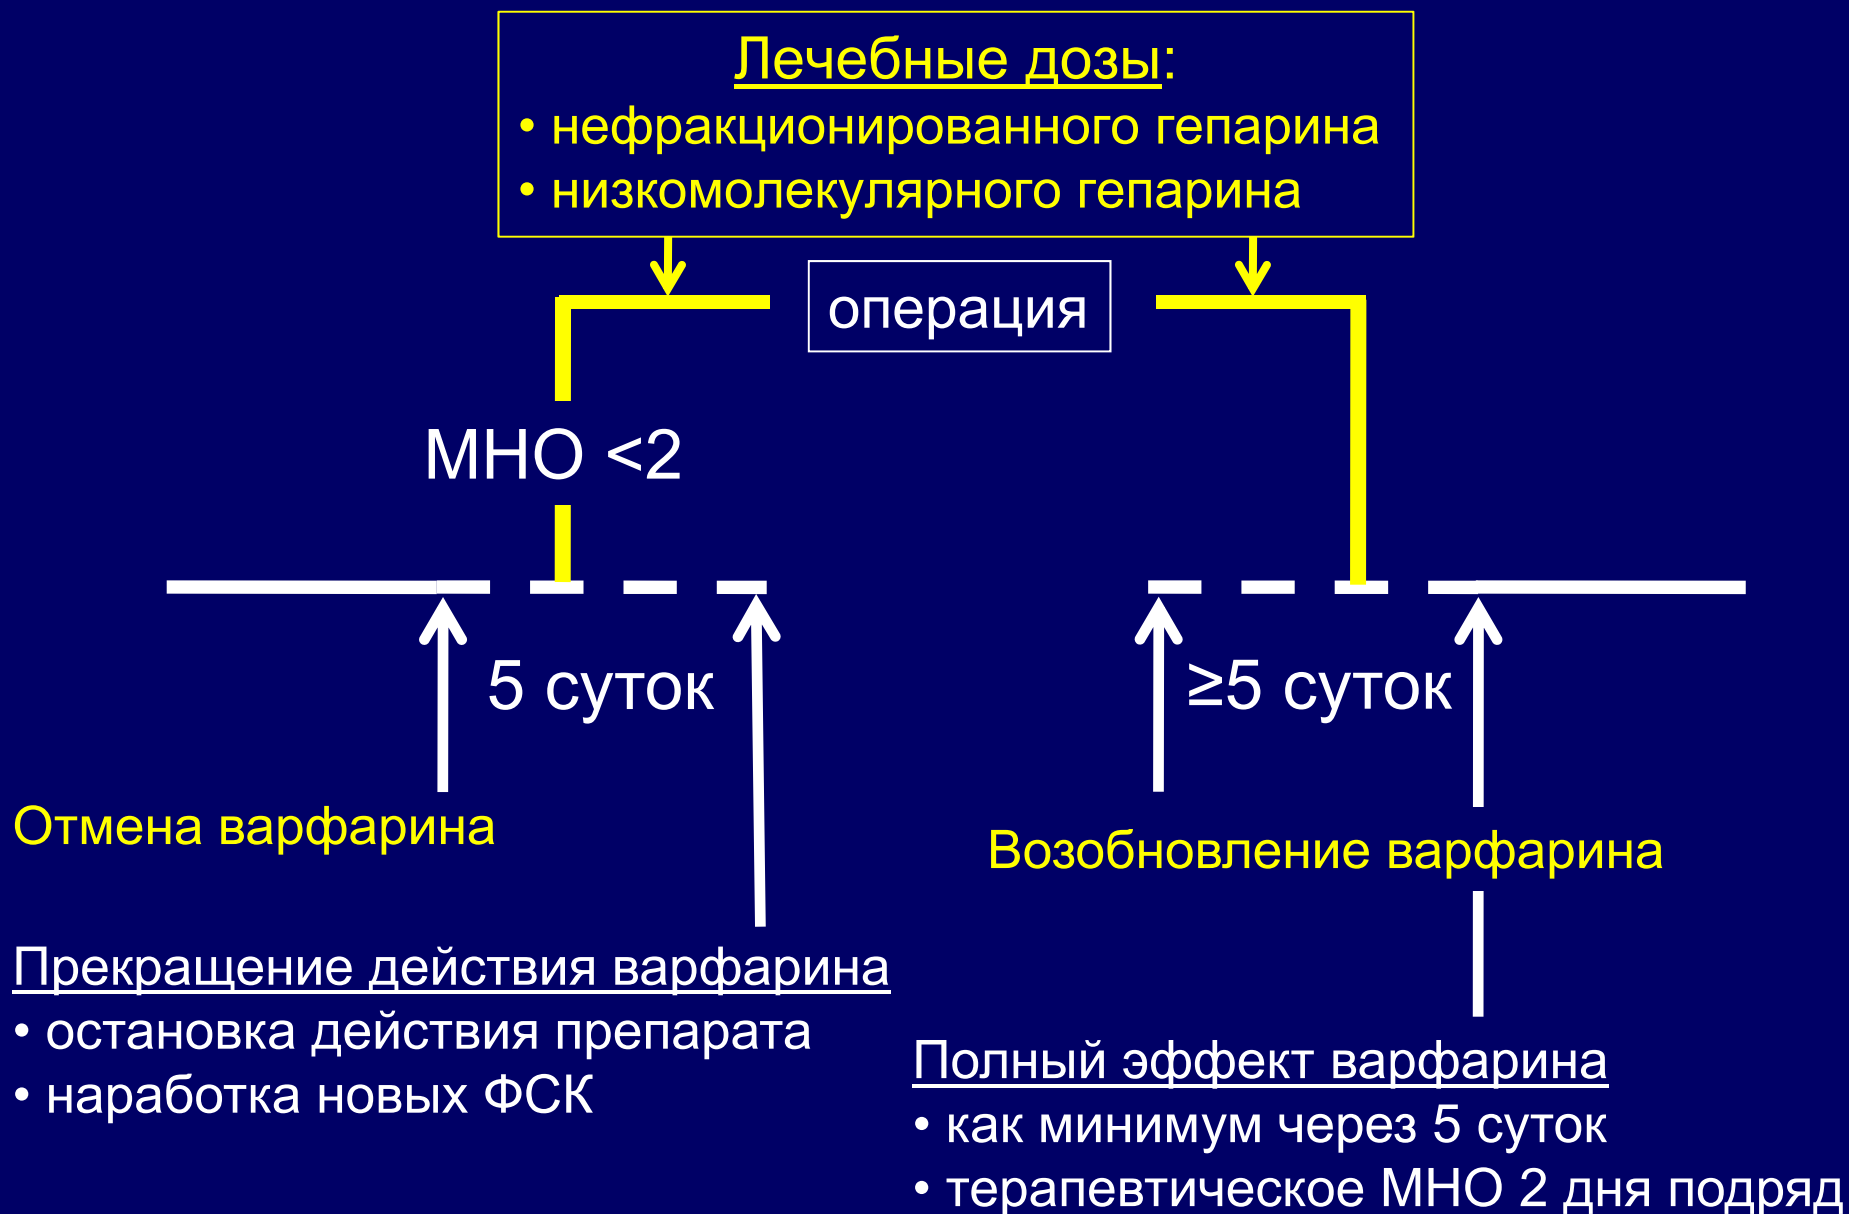 Лечебные дозы:
• нефракционированного гепарина
• низкомолекулярного гепарина
операция
МНО <2
5 суток
≥5 суток
Отмена варфарина
Возобновление варфарина
Прекращение действия варфарина
• остановка действия препарата
• наработка новых ФСК
Полный эффект варфарина
• как минимум через 5 суток
• терапевтическое МНО 2 дня подряд